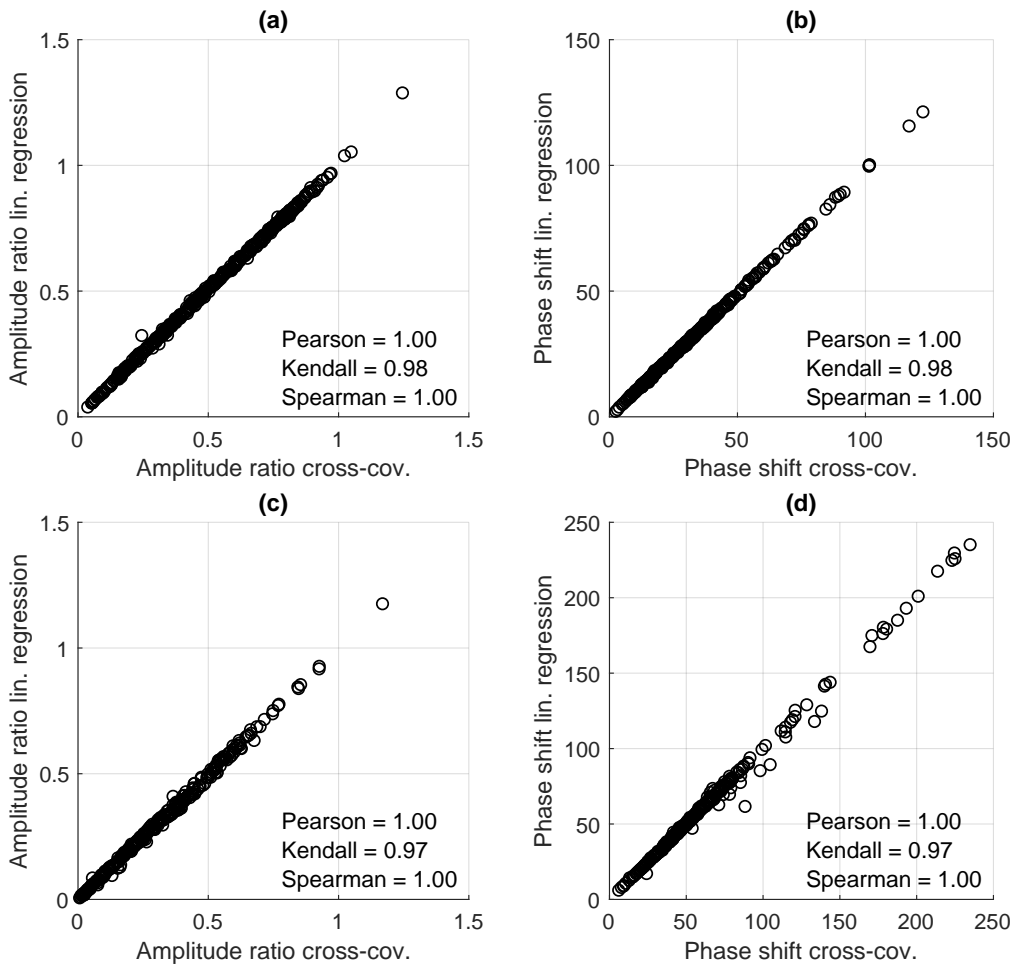 (a)
1.5
1
0.5
0
0
0.5
1
1.5
Amplitude ratio lin. regression
Amplitude ratio cross-cov.
Pearson = 1.00
Kendall = 0.98
Spearman = 1.00
(b)
150
100
50
0
0
50
100
150
Phase shift lin. regression
Phase shift cross-cov.
Pearson = 1.00
Kendall = 0.98
Spearman = 1.00
(c)
1.5
1
0.5
0
0
0.5
1
1.5
Amplitude ratio lin. regression
Amplitude ratio cross-cov.
Pearson = 1.00
Kendall = 0.97
Spearman = 1.00
(d)
250
200
150
100
50
0
0
50
100
150
200
250
Phase shift lin. regression
Phase shift cross-cov.
Pearson = 1.00
Kendall = 0.97
Spearman = 1.00